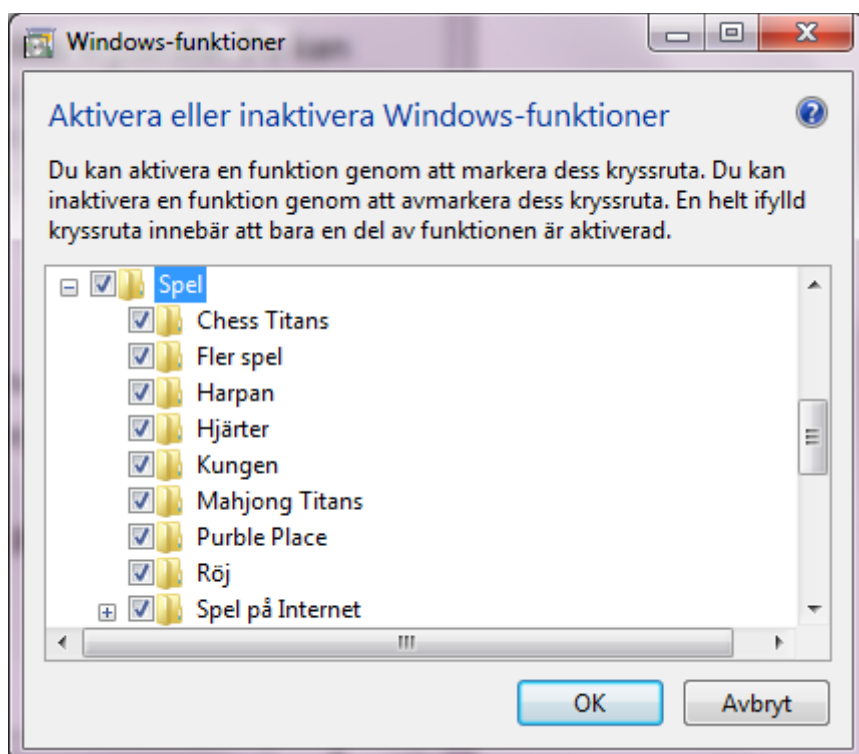 Windows-funktioner
Aktivera eller inaktivera Windows-funktioner
Du kan aktivera en funktion genom att markera dess kryssruta. Du kan
inaktivera en funktion genom att avmarkera dess kryssruta. En helt ifylld
kryssruta innebär att bara en del av funktionen är aktiverad.
Spel
Chess Titans
Fler spel
Harpan
Hjärter
Kungen
Mahjong Titans
Purble Place
Röj
Spel på Internet
OK
Avbryt